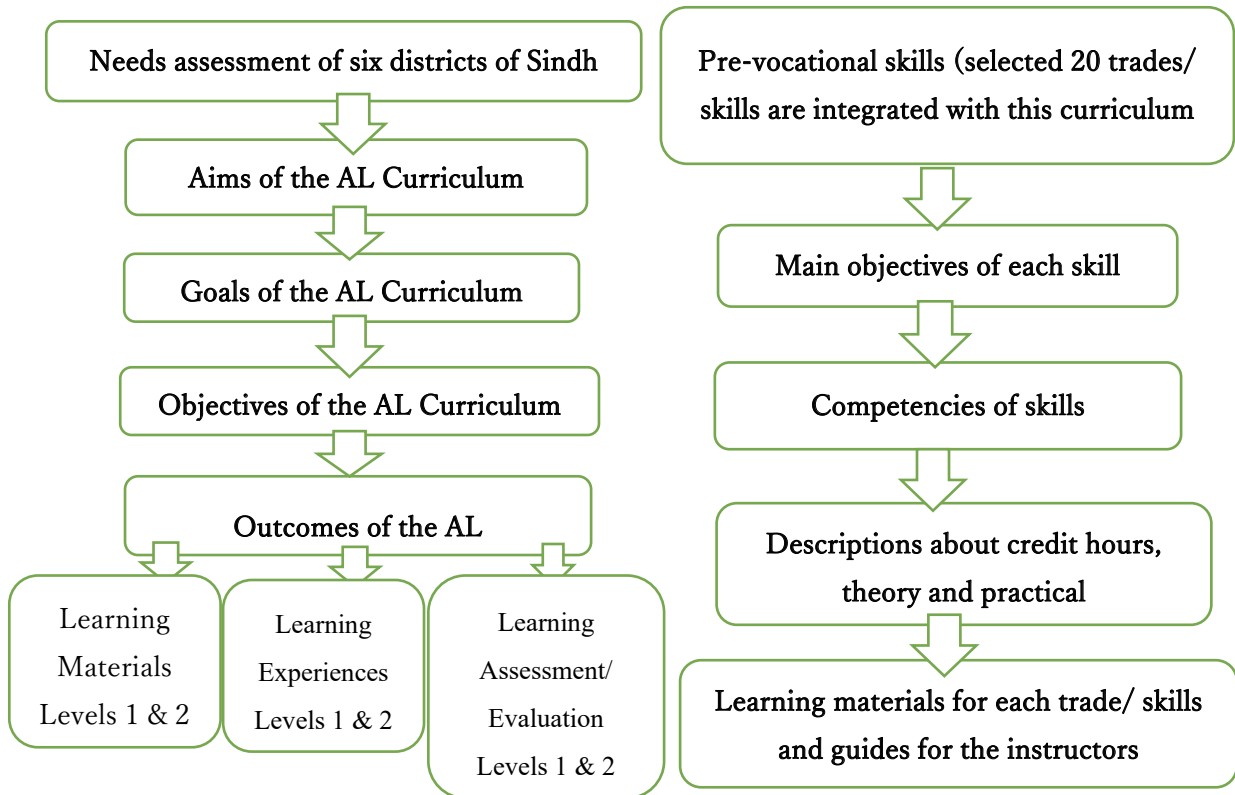 Needs assessment of six districts of Sindh
Aims of the AL Curriculum
Goals of the AL Curriculum
Objectives of the AL Curriculum
Outcomes of the AL
Learning
Materials
Levels 1 & 2
Learning
Experiences
Levels 1 & 2
Learning
Assessment/
Evaluation
Levels 1 & 2
Pre-vocational skills (selected 20 trades/
skills are integrated with this curriculum
Main objectives of each skill
Competencies of skills
Descriptions about credit hours,
theory and practical
Learning materials for each trade/ skills
and guides for the instructors